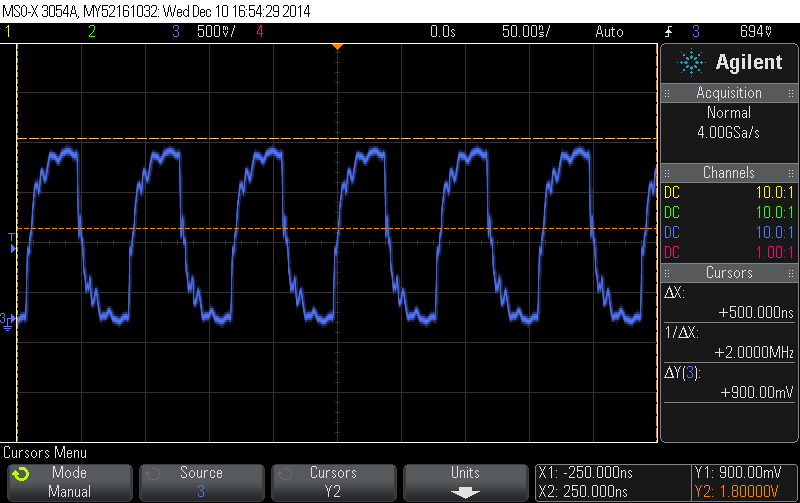 MSO-X 3054A, MY52161032: Wed Dec 10 16:54:29 2014
1 2 3 500mV/ 4 0.0s 50.00ns/ Auto 3 694mV
Agilent
Acquisition
Normal
4.00GSa/s
Channels
DC 10.0:1
DC 10.0:1
DC 10.0:1
DC 1.00:1
Cursors
ΔX:
+500.000ns
1/ΔX:
+2.0000MHz
ΔY(3):
+900.00mV
T
3
Cursors Menu
Mode
Manual
Source
3
Cursors
Y2
Units
X1: -250.000ns Y1: 900.00mV
X2: 250.000ns Y2: 1.80000V